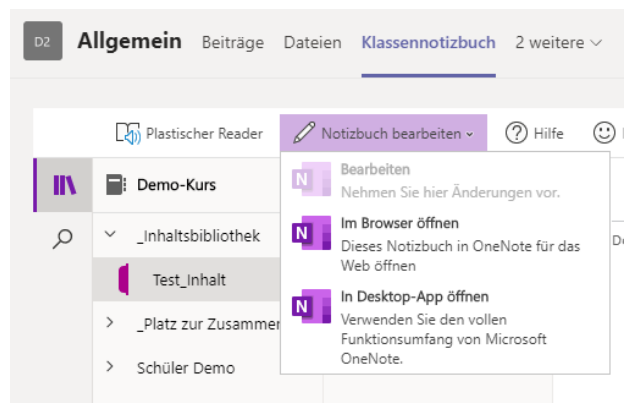 D2 Allgemein Beiträge Dateien Klassennotizbuch 2 weitere
Plastischer Reader Notizbuch bearbeiten Hilfe
Demo-Kurs
_Inhaltsbibliothek
Test_Inhalt
_Platz zur Zusammer
Schüler Demo
Bearbeiten
Nehmen Sie hier Änderungen vor.
Im Browser öffnen
Dieses Notizbuch in OneNote für das
Web öffnen
In Desktop-App öffnen
Verwenden Sie den vollen
Funktionsumfang von Microsoft
OneNote.